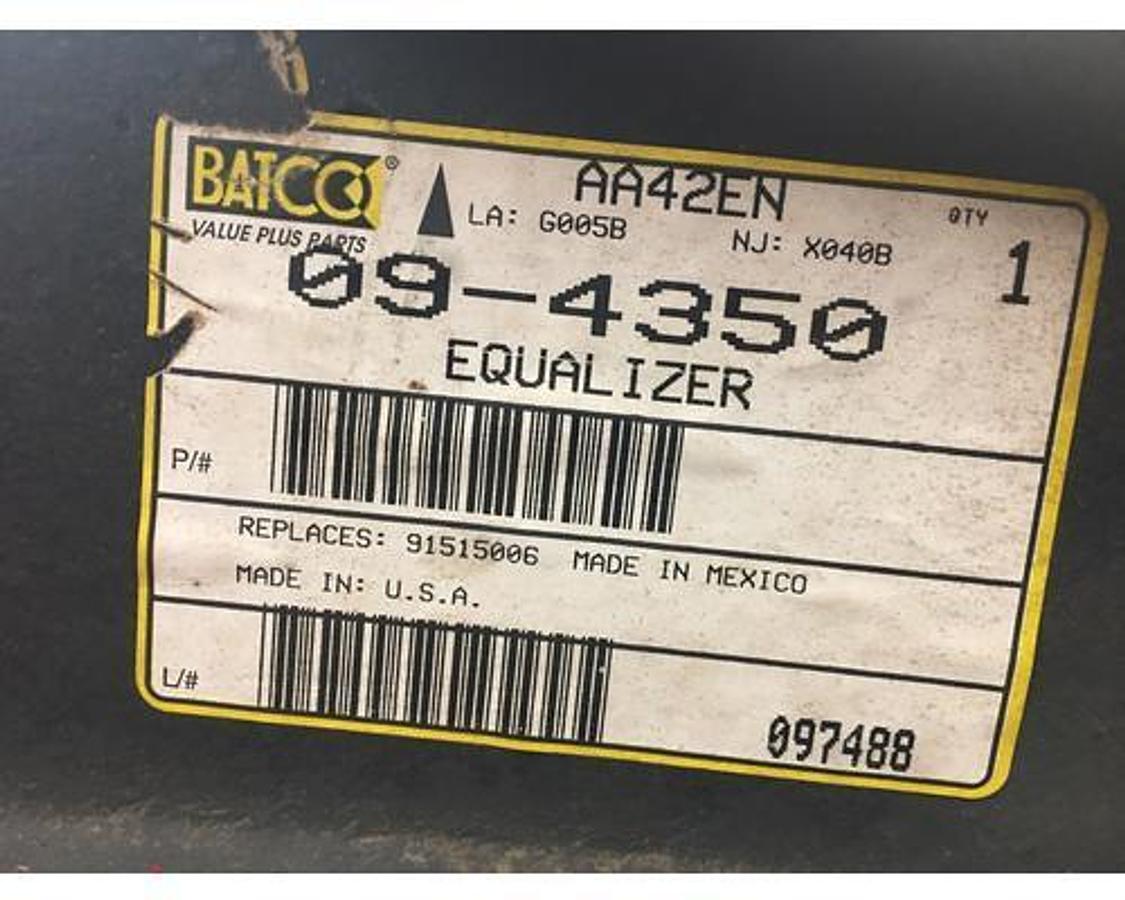 BATCO®
VALUE PLUS PARTS
AA42EN
LA: G005B NJ: X040B
QTY
1
09-4350
EQUALIZER
P/#
REPLACES: 91515006 MADE IN MEXICO
MADE IN: U.S.A.
L/#
097488